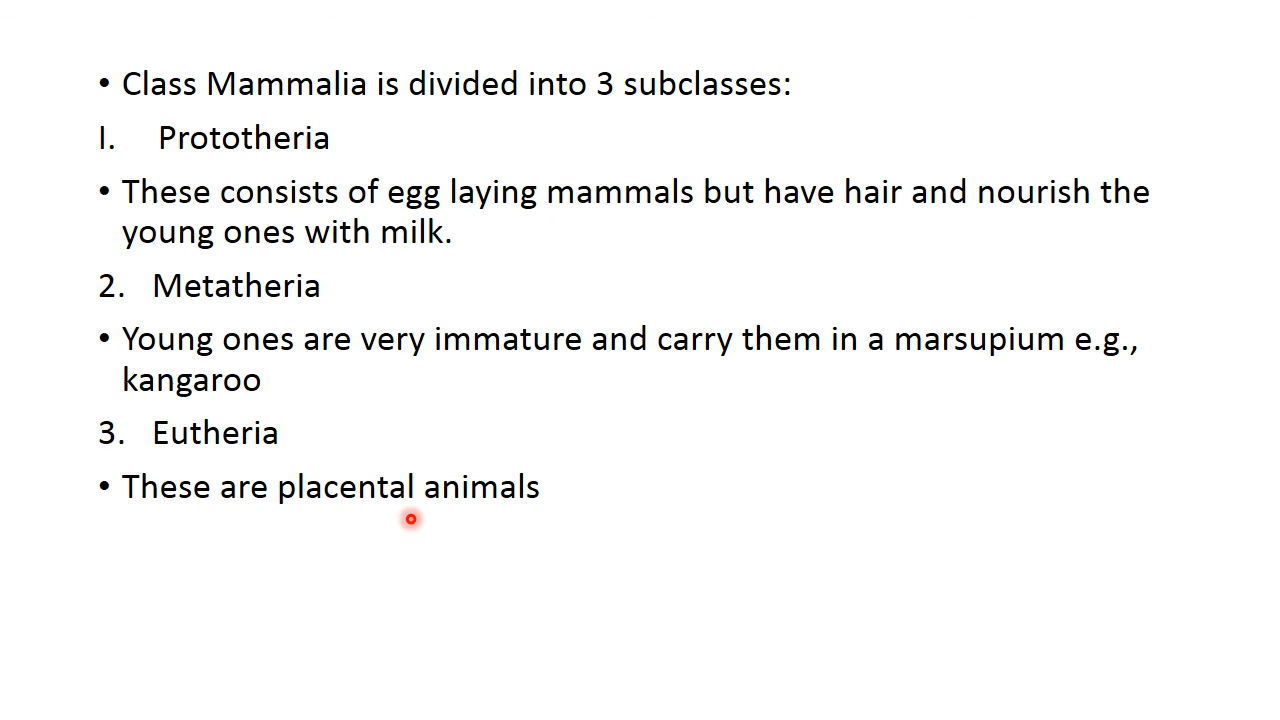 • Class Mammalia is divided into 3 subclasses:
I. Prototheria
• These consists of egg laying mammals but have hair and nourish the
young ones with milk.
2. Metatheria
• Young ones are very immature and carry them in a marsupium e.g.,
kangaroo
3. Eutheria
• These are placental animals